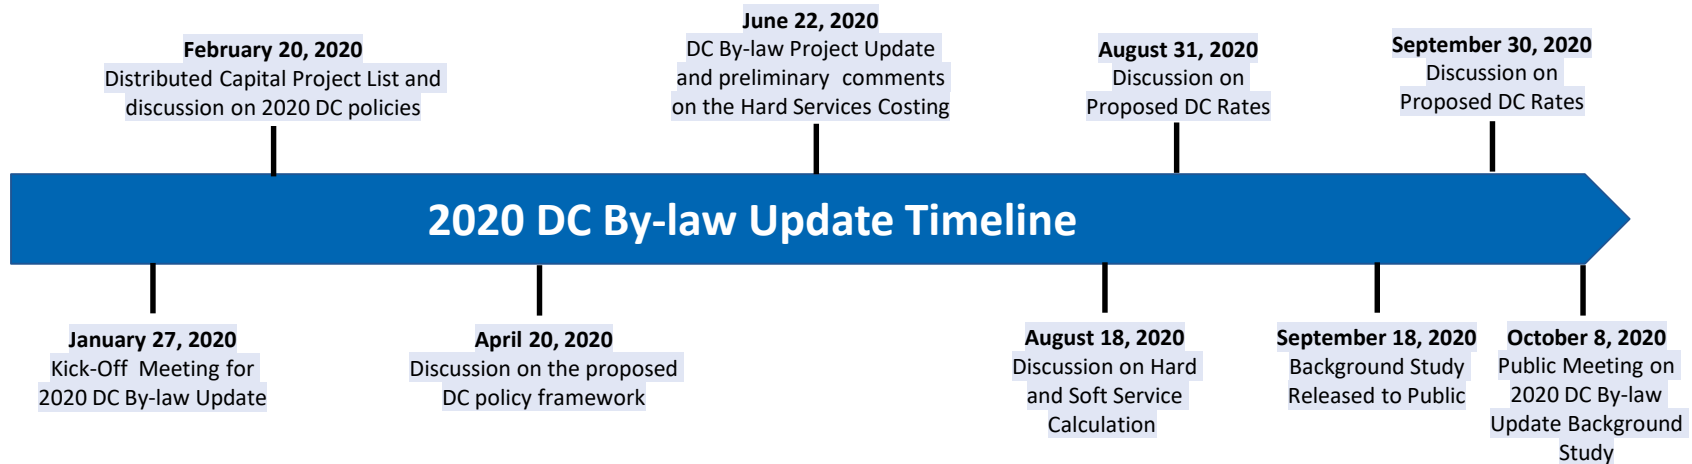 June 22, 2020
DC By-law Project Update
and preliminary comments
on the Hard Services Costing
February 20, 2020
Distributed Capital Project List and
discussion on 2020 DC policies
August 31, 2020
Discussion on
Proposed DC Rates
September 30, 2020
Discussion on
Proposed DC Rates
2020 DC By-law Update Timeline
January 27, 2020
Kick-Off Meeting for
2020 DC By-law Update
April 20, 2020
Discussion on the proposed
DC policy framework
August 18, 2020
Discussion on Hard
and Soft Service
Calculation
September 18, 2020
Background Study
Released to Public
October 8, 2020
Public Meeting on
2020 DC By-law
Update Background
Study